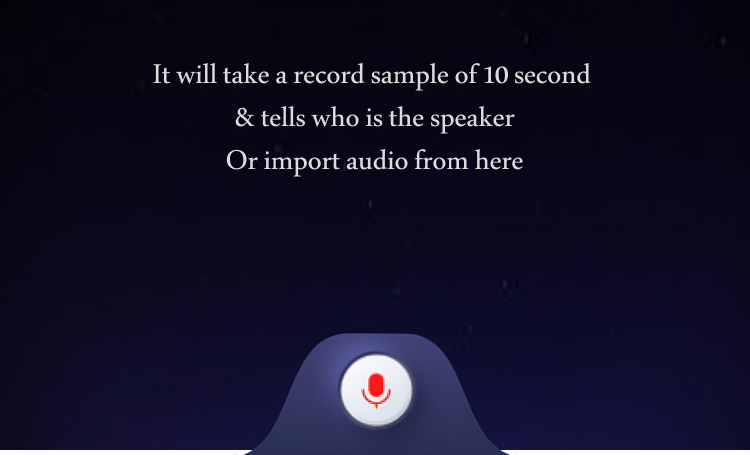 It will take a record sample of 10 second
& tells who is the speaker
Or import audio from here